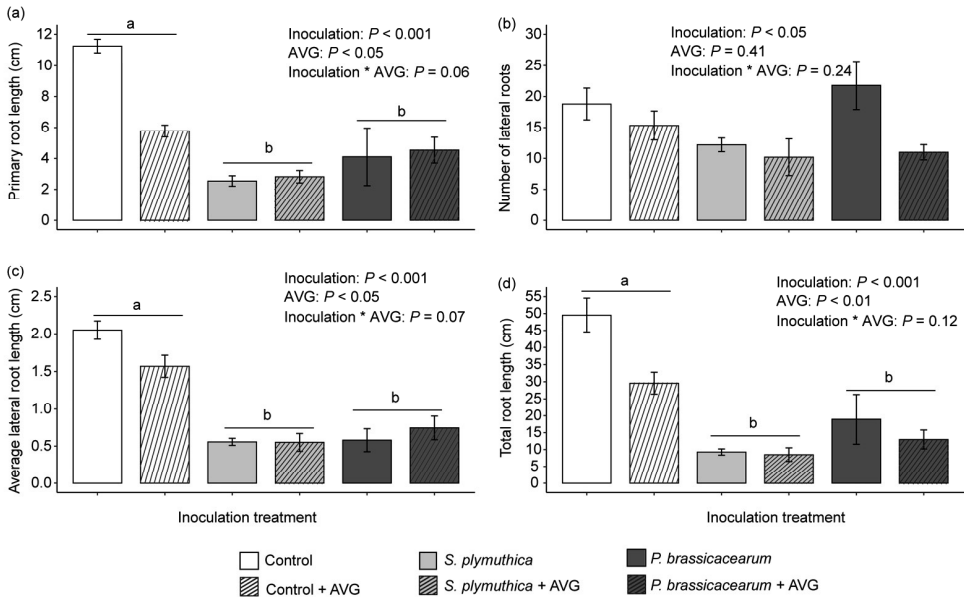 (a)
a
Inoculation: P < 0.001
AVG: P < 0.05
Inoculation * AVG: P = 0.06
b
b
Primary root length (cm)
12
10
8
6
4
2
0
(b)
Inoculation: P < 0.05
AVG: P = 0.41
Inoculation * AVG: P = 0.24
Number of lateral roots
30
25
20
15
10
5
0
(c)
a
Inoculation: P < 0.001
AVG: P < 0.05
Inoculation * AVG: P = 0.07
b
b
Average lateral root length (cm)
2.5
2.0
1.5
1.0
0.5
0.0
Inoculation treatment
(d)
a
Inoculation: P < 0.001
AVG: P < 0.01
Inoculation * AVG: P = 0.12
b
b
Total root length (cm)
55
50
45
40
35
30
25
20
15
10
5
0
Inoculation treatment
Control
S. plymuthica
P. brassicacearum
Control + AVG
S. plymuthica + AVG
P. brassicacearum + AVG